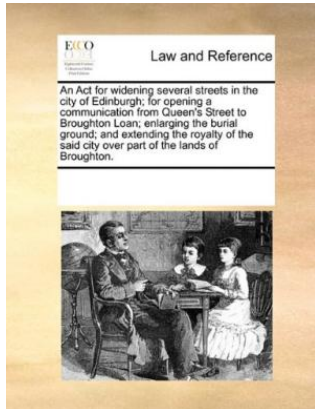 ECCO
Law and Reference
An Act for widening several streets in the
city of Edinburgh; for opening a
communication from Queen's Street to
Broughton Loan; enlarging the burial
ground; and extending the royalty of the
said city over part of the lands of
Broughton.